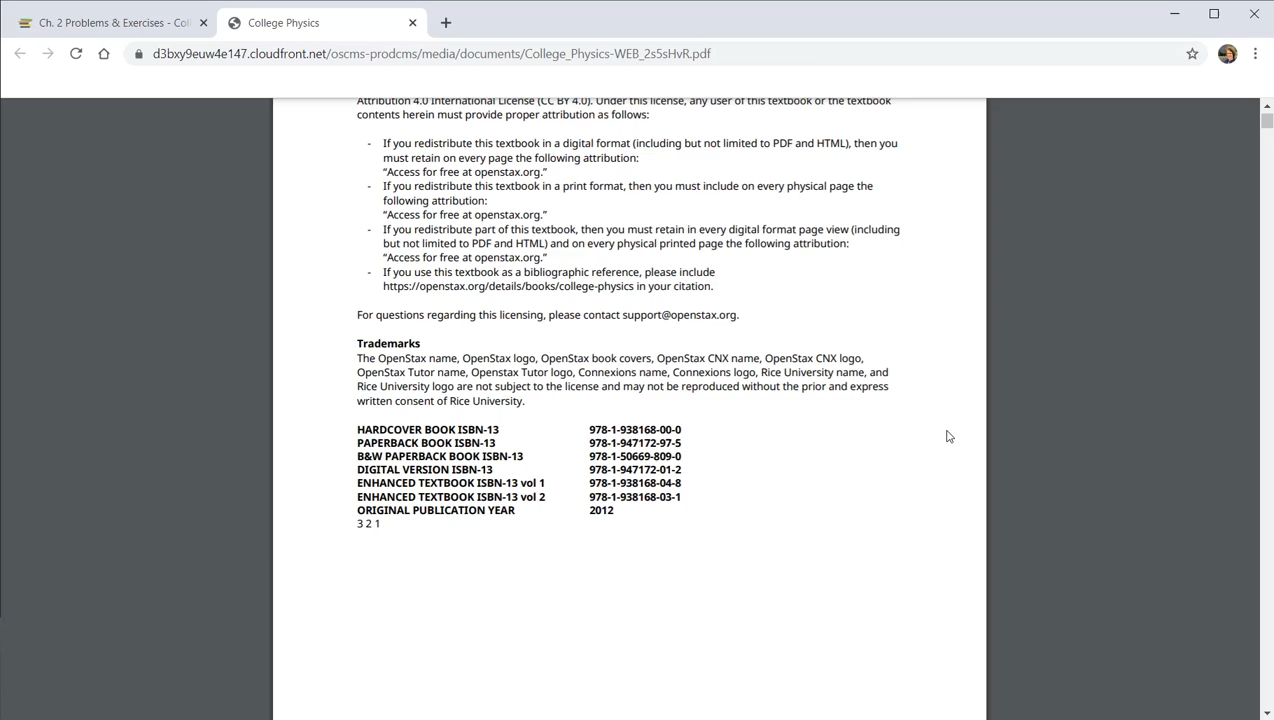 Ch. 2 Problems & Exercises - Col
College Physics
d3bxy9euw4e147.cloudfront.net/oscms-prodcms/media/documents/College_Physics-WEB_2s5sHvR.pdf
Attribution 4.0 International License (CC BY 4.0). Under this license, any user of this textbook or the textbook
contents herein must provide proper attribution as follows:
- If you redistribute this textbook in a digital format (including but not limited to PDF and HTML), then you
must retain on every page the following attribution:
“Access for free at openstax.org.”
- If you redistribute this textbook in a print format, then you must include on every physical page the
following attribution:
“Access for free at openstax.org.”
- If you redistribute part of this textbook, then you must retain in every digital format page view (including
but not limited to PDF and HTML) and on every physical printed page the following attribution:
“Access for free at openstax.org.”
- If you use this textbook as a bibliographic reference, please include
https://openstax.org/details/books/college-physics in your citation.
For questions regarding this licensing, please contact support@openstax.org.
Trademarks
The OpenStax name, OpenStax logo, OpenStax book covers, OpenStax CNX name, OpenStax CNX logo,
OpenStax Tutor name, Openstax Tutor logo, Connexions name, Connexions logo, Rice University name, and
Rice University logo are not subject to the license and may not be reproduced without the prior and express
written consent of Rice University.
HARDCOVER BOOK ISBN-13 978-1-938168-00-0
PAPERBACK BOOK ISBN-13 978-1-947172-97-5
B&W PAPERBACK BOOK ISBN-13 978-1-50669-809-0
DIGITAL VERSION ISBN-13 978-1-947172-01-2
ENHANCED TEXTBOOK ISBN-13 vol 1 978-1-938168-04-8
ENHANCED TEXTBOOK ISBN-13 vol 2 978-1-938168-03-1
ORIGINAL PUBLICATION YEAR 2012
3 2 1